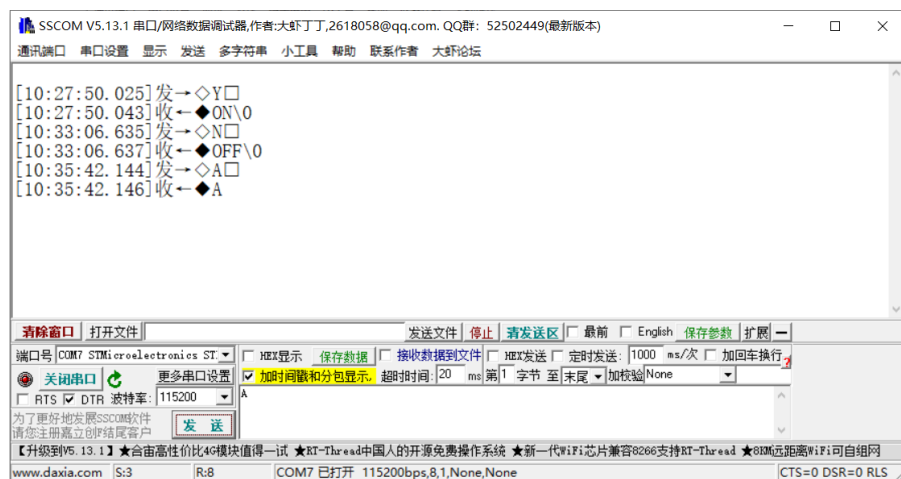 SSCOM V5.13.1 串口/网络数据调试器,作者:大虾丁丁,2618058@qq.com. QQ群: 52502449(最新版本)
通讯端口 串口设置 显示 发送 多字符串 小工具 帮助 联系作者 大虾论坛
[10:27:50.025]发→◇Y□
[10:27:50.043]收←◆ON\0
[10:33:06.635]发→◇N□
[10:33:06.637]收←◆OFF\0
[10:35:42.144]发→◇A□
[10:35:42.146]收←◆A
清除窗口 打开文件 发送文件 停止 清发送区 最前 English 保存参数 扩展 —
端口号 COM7 STMicroelectronics ST: HEX显示 保存数据 接收数据到文件 HEX发送 定时发送: 1000 ms/次 加回车换行
关闭串口 更多串口设置 加时间戳和分包显示, 超时时间: 20 ms 第1 字节 至 末尾 加校验 None
RTS DTR 波特率: 115200 A
为了更好地发展SSCOM软件
请您注册嘉立创F结尾客户
发 送
【升级到V5.13.1】★合宙高性价比4G模块值得一试 ★RT-Thread中国人的开源免费操作系统 ★新一代WiFi芯片兼容8266支持RT-Thread ★8KM远距离WiFi可自组网
www.daxia.com S:3 R:8 COM7 已打开 115200bps,8,1,None,None CTS=0 DSR=0 RLS